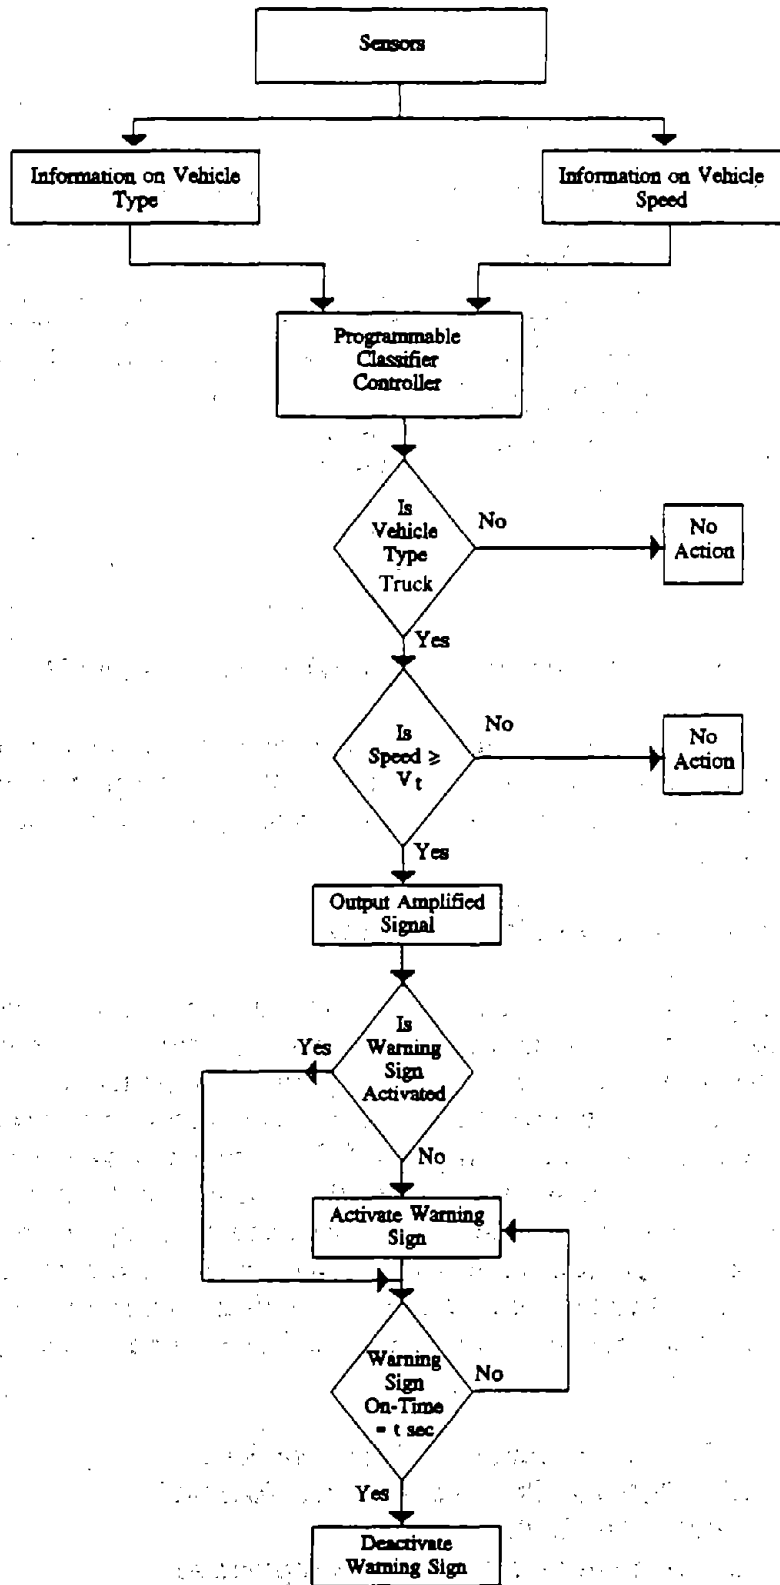 Sensors
Information on Vehicle
Type
Information on Vehicle
Speed
Programmable
Classifier
Controller
Is
Vehicle
Type
Truck
No
No
Action
Yes
Is
Speed ≥
V t
No
No
Action
Yes
Output Amplified
Signal
Is
Warning
Sign
Activated
Yes
No
Activate Warning
Sign
Warning
Sign
On-Time
= t sec
No
Yes
Deactivate
Warning Sign